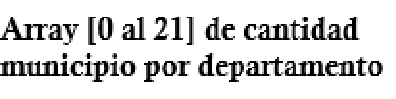 Array [0 al 21] de cantidad
municipio por departamento